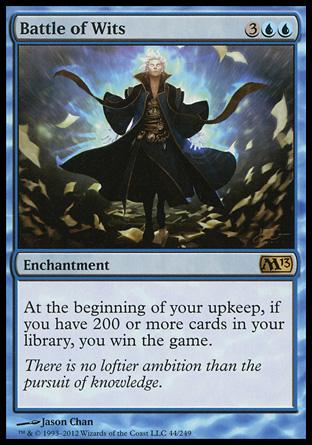 Battle of Wits 3
Enchantment M13
At the beginning of your upkeep, if
you have 200 or more cards in your
library, you win the game.
There is no loftier ambition than the
pursuit of knowledge.
Jason Chan
™ & © 1993–2012 Wizards of the Coast LLC 44/249